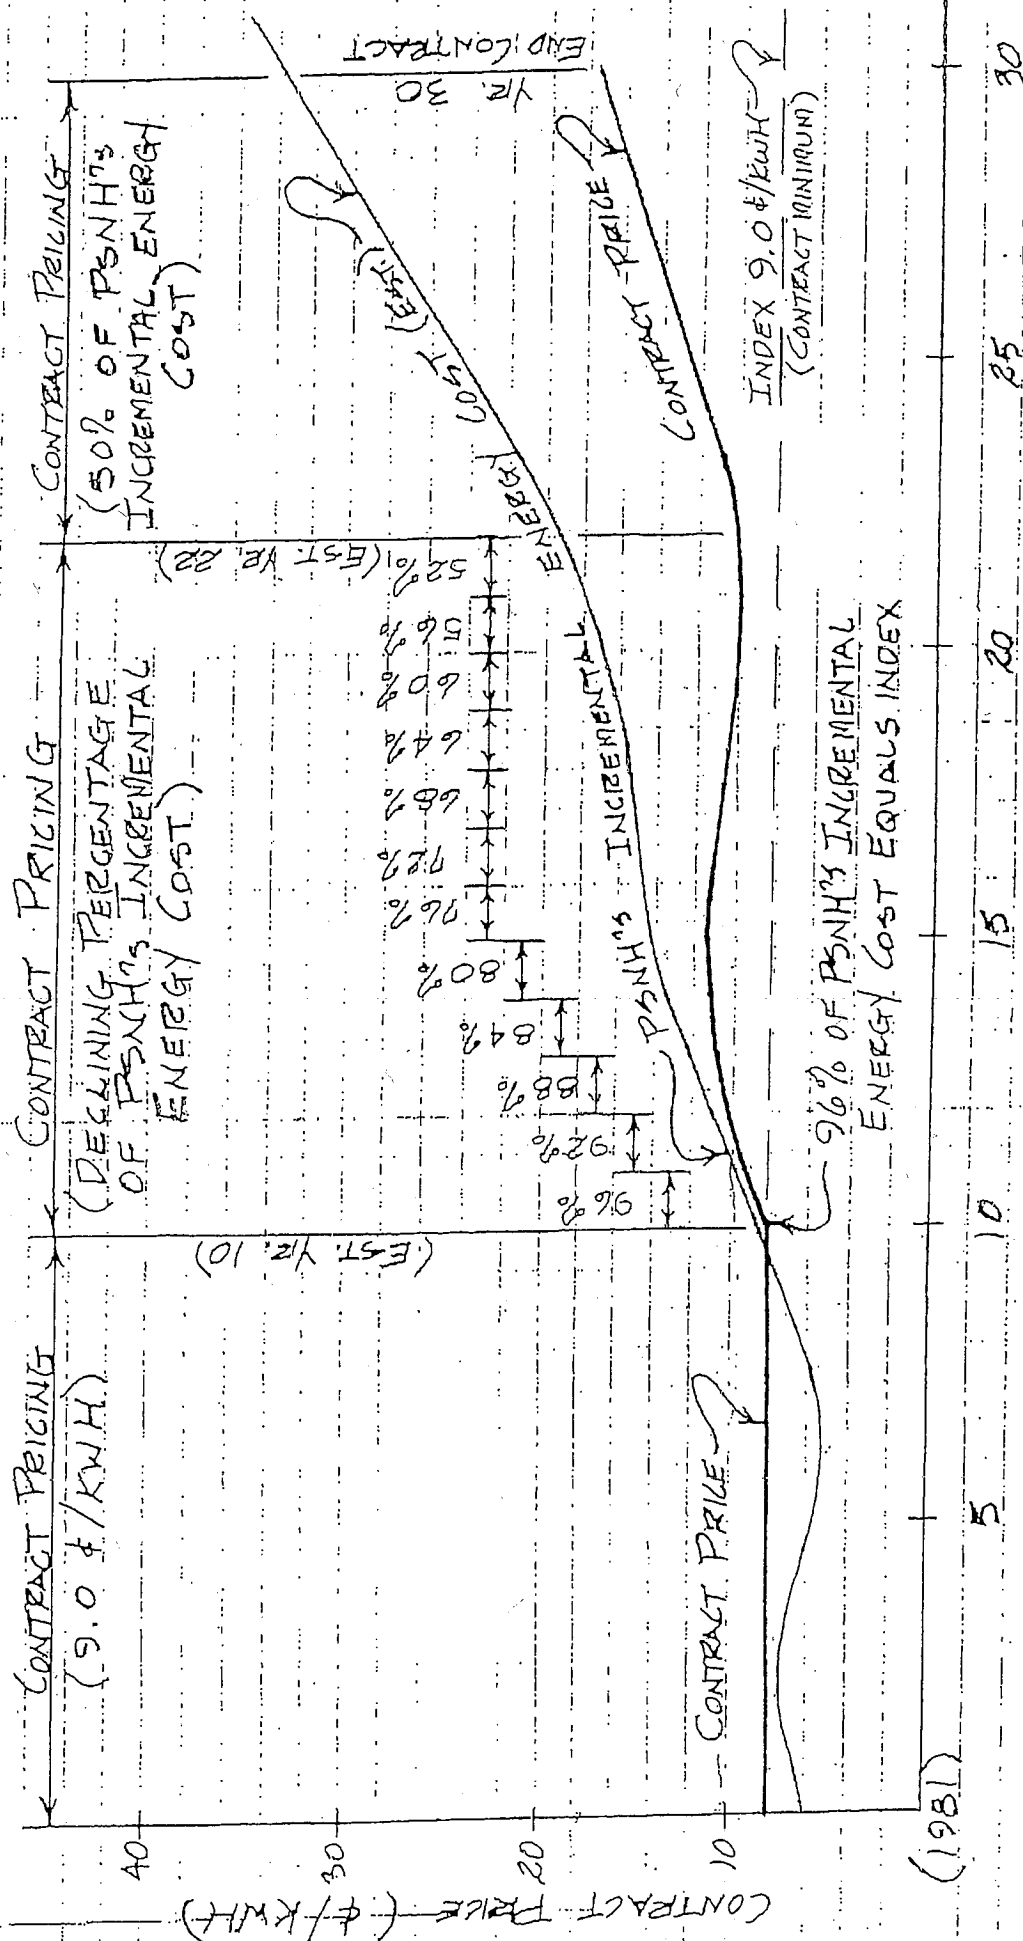 CONTRACT PRICING
(9.0 ¢/KWH)
CONTRACT PRICING
(DECLINING PERCENTAGE
OF PSNH'S INCREMENTAL
ENERGY COST)
CONTRACT PRICING
(50% OF PSNH'S
INCREMENTAL ENERGY
COST)
(EST. YR. 10)
(EST. YR. 22)
YR. 30
END CONTRACT
96%
92%
88%
84%
80%
76%
72%
68%
64%
60%
56%
52%
PSNH'S INCREMENTAL ENERGY COST (EST.)
CONTRACT PRICE
CONTRACT PRICE
INDEX 9.0 ¢/KWH
(CONTRACT MINIMUM)
96% OF PSNH'S INCREMENTAL
ENERGY COST EQUALS INDEX
CONTRACT PRICE (¢/KWH)
40
30
20
10
(1981)
5
10
15
20
25
30